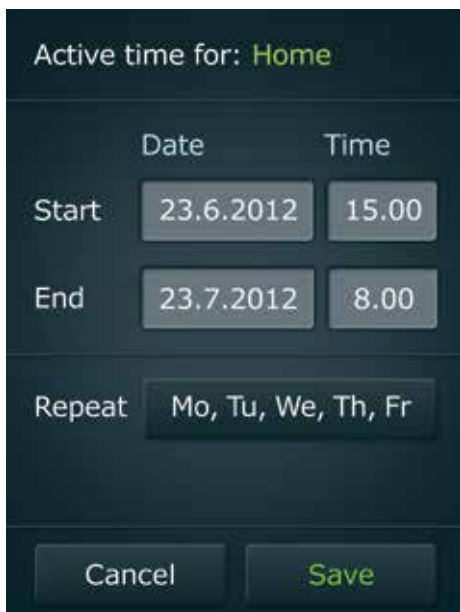 Active time for: Home
Date Time
Start 23.6.2012 15.00
End 23.7.2012 8.00
Repeat Mo, Tu, We, Th, Fr
Cancel Save